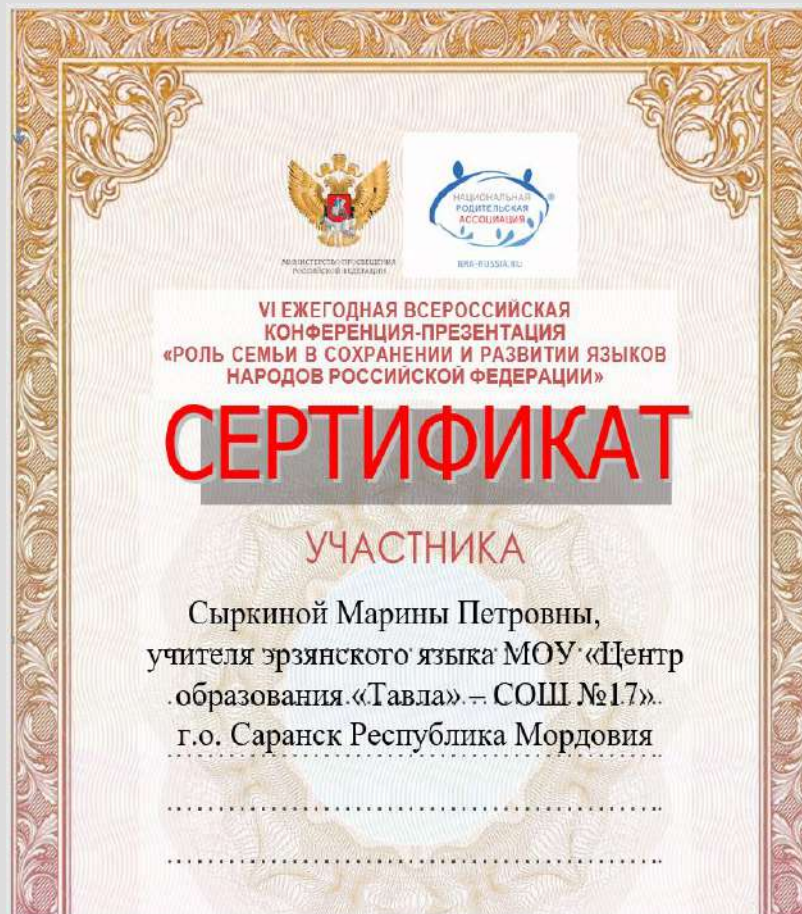 МИНИСТЕРСТВО ПРОСВЕЩЕНИЯ
РОССИЙСКОЙ ФЕДЕРАЦИИ
НАЦИОНАЛЬНАЯ
РОДИТЕЛЬСКАЯ
АССОЦИАЦИЯ
®
NRA-RUSSIA.RU
VI ЕЖЕГОДНАЯ ВСЕРОССИЙСКАЯ
КОНФЕРЕНЦИЯ-ПРЕЗЕНТАЦИЯ
«РОЛЬ СЕМЬИ В СОХРАНЕНИИ И РАЗВИТИИ ЯЗЫКОВ
НАРОДОВ РОССИЙСКОЙ ФЕДЕРАЦИИ»
СЕРТИФИКАТ
УЧАСТНИКА
Сыркиной Марины Петровны,
учителя эрзянского языка МОУ «Центр
образования «Тавла» – СОШ №17»
г.о. Саранск Республика Мордовия